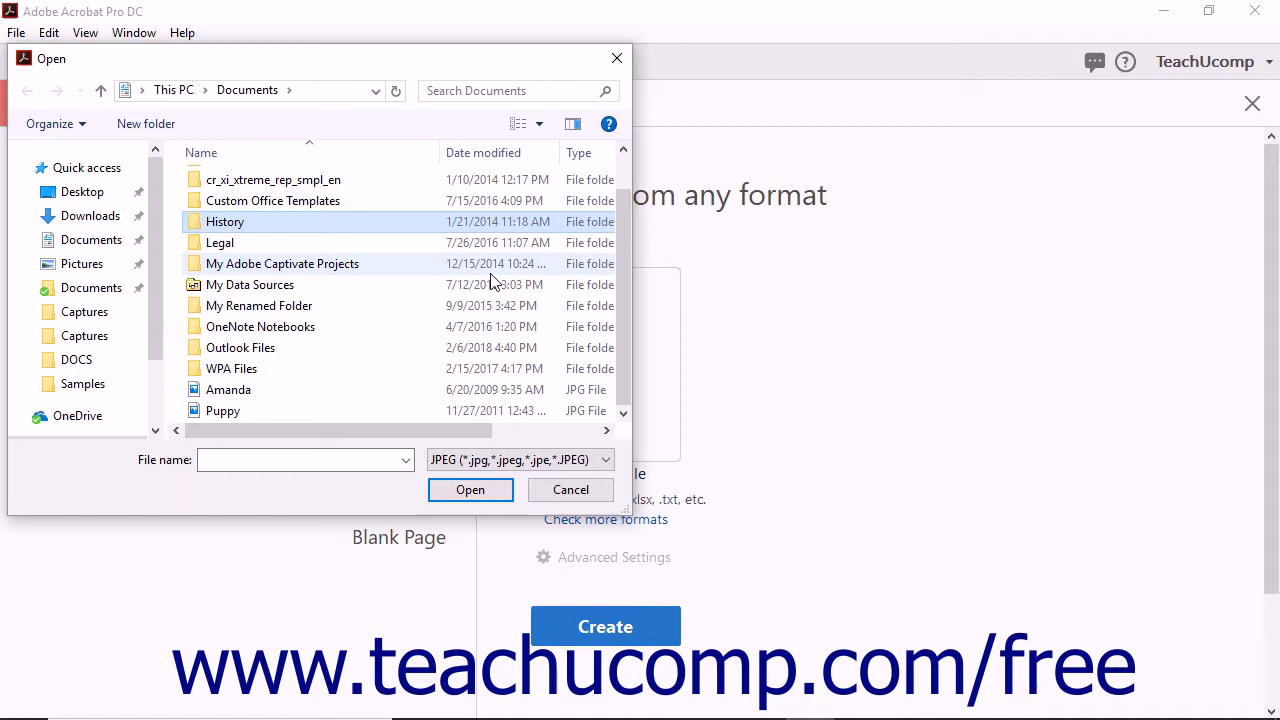 Adobe Acrobat Pro DC
File Edit View Window Help
Open
This PC Documents Search Documents
TeachUcomp
Organize New folder
Name Date modified Type
Quick access
Desktop
Downloads
Documents
Pictures
Documents
Captures
Captures
DOCS
Samples
OneDrive
cr_xi_xtreme_rep_smpl_en 1/10/2014 12:17 PM File folde
Custom Office Templates 7/15/2016 4:09 PM File folde
History 1/21/2014 11:18 AM File folde
Legal 7/26/2016 11:07 AM File folde
My Adobe Captivate Projects 12/15/2014 10:24 ... File folde
My Data Sources 7/12/ 3:03 PM File folde
My Renamed Folder 9/9/2015 3:42 PM File folde
OneNote Notebooks 4/7/2016 1:20 PM File folde
Outlook Files 2/6/2018 4:40 PM File folde
WPA Files 2/15/2017 4:17 PM File folde
Amanda 6/20/2009 9:35 AM JPG File
Puppy 11/27/2011 12:43 ... JPG File
File name: JPEG (*.jpg,*.jpeg,*.jpe,*.JPEG)
Open Cancel
om any format
le
xlsx, .txt, etc.
Check more formats
Blank Page
Advanced Settings
Create
www.teachucomp.com/free